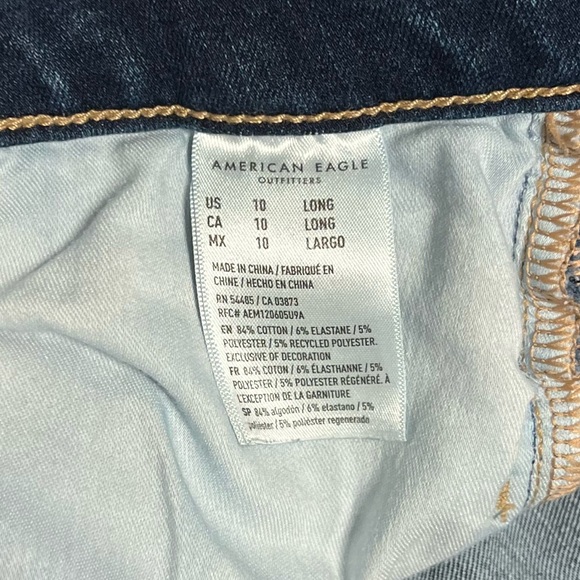 AMERICAN EAGLE
OUTFITTERS
US 10 LONG
CA 10 LONG
MX 10 LARGO
MADE IN CHINA / FABRIQUÉ EN
CHINE / HECHO EN CHINA
RN 54485 / CA 03873
RFC# AEM120605U9A
EN 84% COTTON / 6% ELASTANE / 5%
POLYESTER / 5% RECYCLED POLYESTER.
EXCLUSIVE OF DECORATION
FR 84% COTON / 6% ÉLASTHANNE / 5%
POLYESTER / 5% POLYESTER RÉGÉNÉRÉ. À
L'EXCEPTION DE LA GARNITURE
SP 84% algodón / 6% elastano / 5%
poliéster / 5% poliéster regenerado